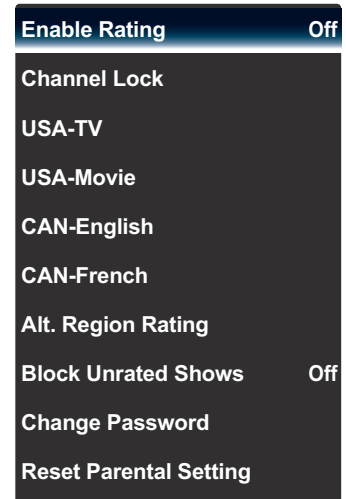 Enable Rating Off
Channel Lock
USA-TV
USA-Movie
CAN-English
CAN-French
Alt. Region Rating
Block Unrated Shows Off
Change Password
Reset Parental Setting